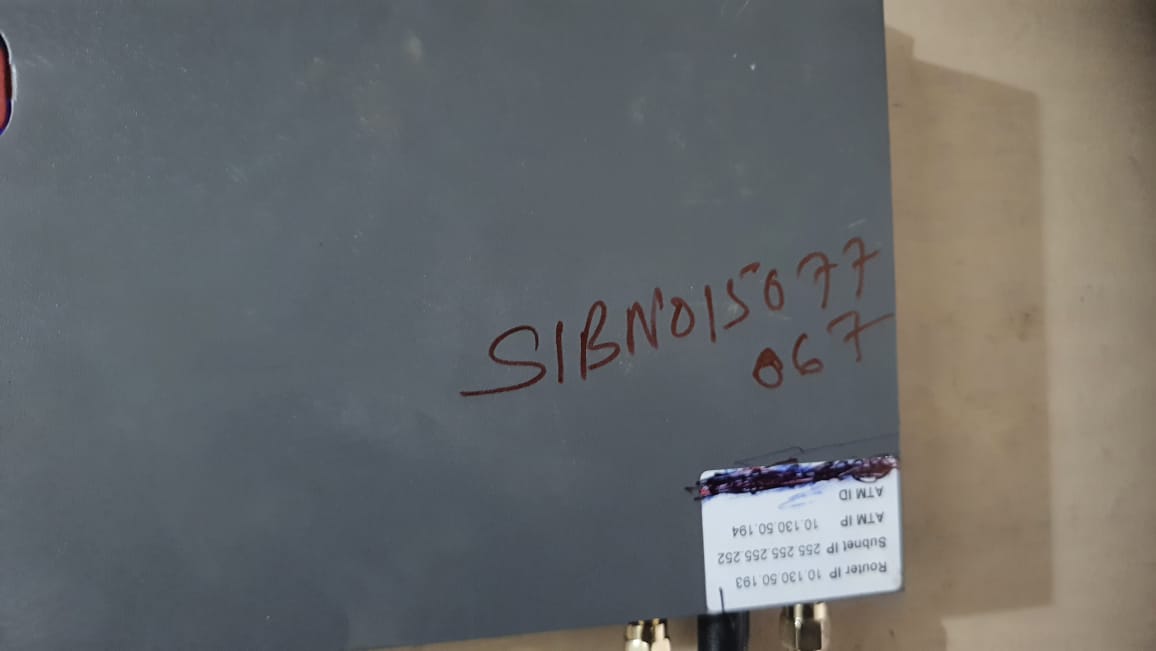 SIBN015077
067
Router IP 10.130.50.193
Subnet IP 255.255.255.252
ATM IP 10.130.50.194
ATM ID